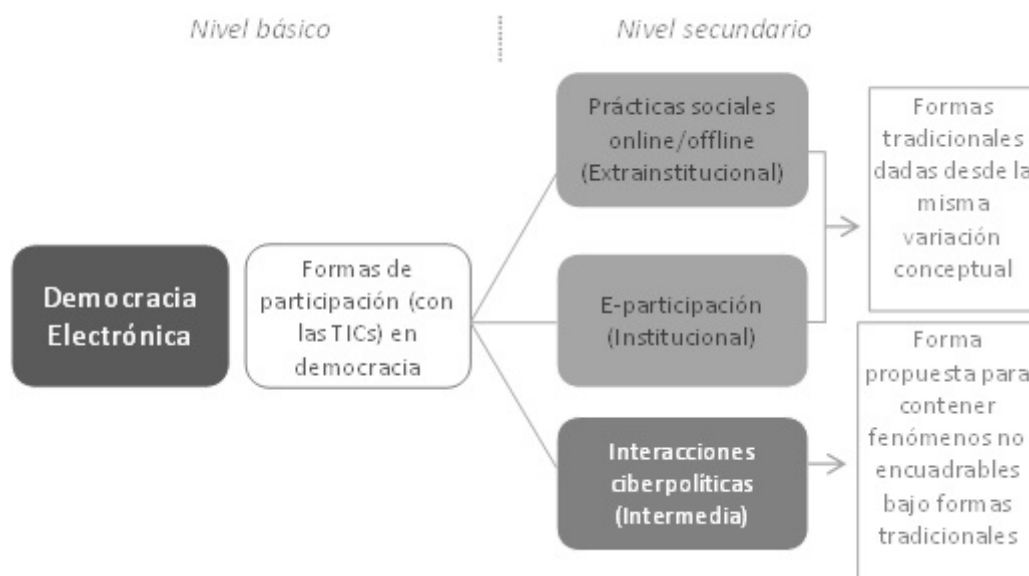 Nivel básico
Nivel secundario
Democracia
Electrónica
Formas de
participación (con
las TICs) en
democracia
Prácticas sociales
online/offline
(Extrainstitucional)
E-participación
(Institucional)
Interacciones
ciberpolíticas
(Intermedia)
Formas
tradicionales
dadas desde la
misma
variación
conceptual
Forma
propuesta para
contener
fenómenos no
encuadrables
bajo formas
tradicionales